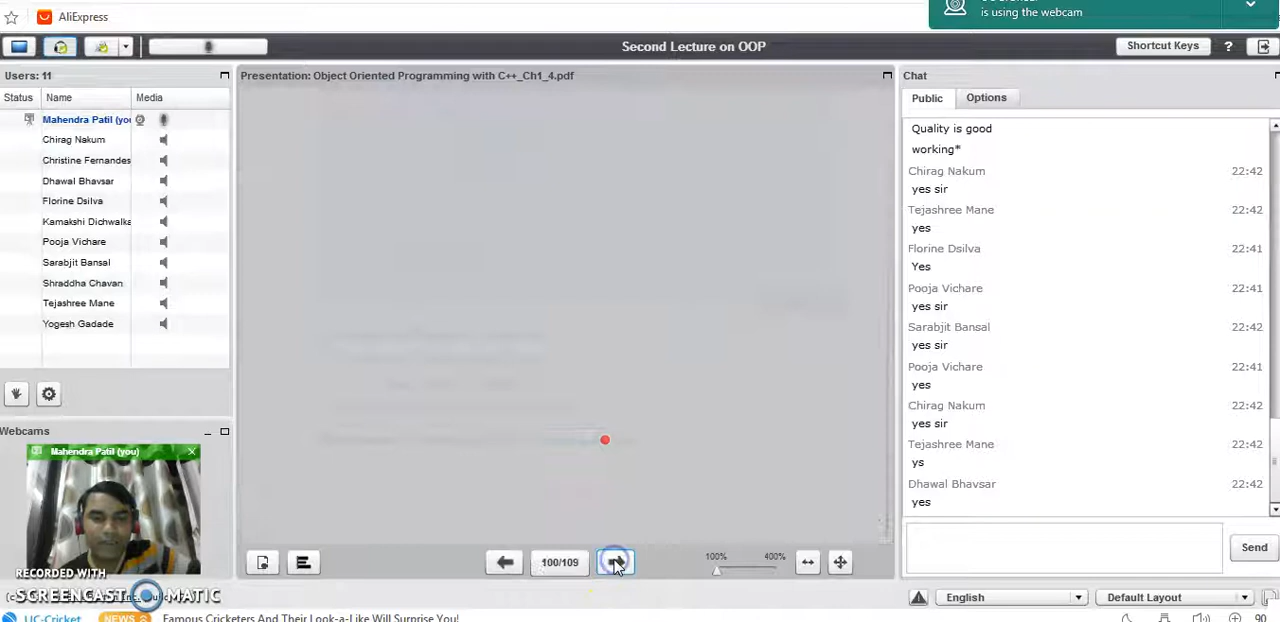 AliExpress
is using the webcam
Second Lecture on OOP
Shortcut Keys
?
Users: 11
Status Name Media
Mahendra Patil (you
Chirag Nakum
Christine Fernandes
Dhawal Bhavsar
Florine Dsilva
Kamakshi Dichwalka
Pooja Vichare
Sarabjit Bansal
Shraddha Chavan
Tejashree Mane
Yogesh Gadade
Webcams
Mahendra Patil (you)
RECORDED WITH
SCREENCAST MATIC
Presentation: Object Oriented Programming with C++_Ch1_4.pdf
100/109
100% 400%
Chat
Public Options
Quality is good
working*
Chirag Nakum 22:42
yes sir
Tejashree Mane 22:42
yes
Florine Dsilva 22:41
Yes
Pooja Vichare 22:41
yes sir
Sarabjit Bansal 22:42
yes sir
Pooja Vichare 22:41
yes
Chirag Nakum 22:42
yes sir
Tejashree Mane 22:42
ys
Dhawal Bhavsar 22:42
yes
Send
English
Default Layout
UC-Cricket NEWS Famous Cricketers And Their Look-a-Like Will Surprise You!
90